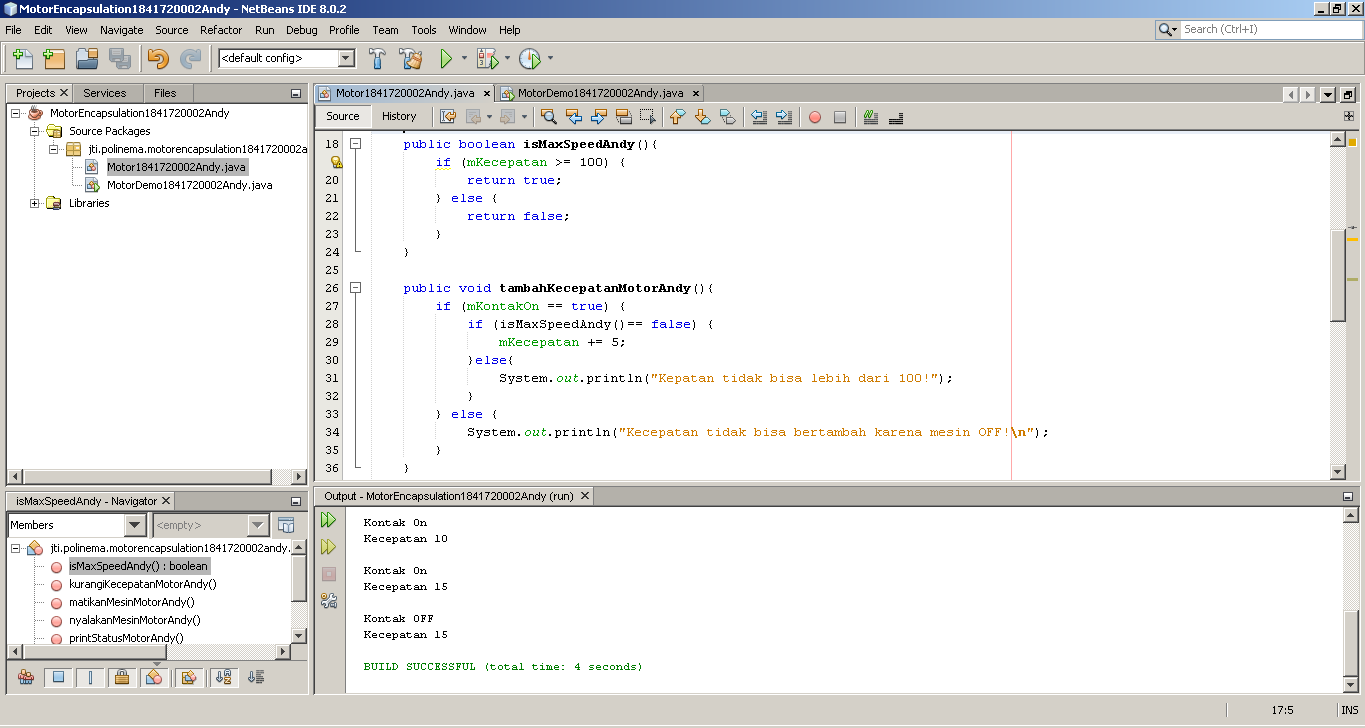 MotorEncapsulation1841720002Andy - NetBeans IDE 8.0.2
File Edit View Navigate Source Refactor Run Debug Profile Team Tools Window Help
Search (Ctrl+I)
<default config>
Projects Services Files
MotorEncapsulation1841720002Andy
Source Packages
jti.polinema.motorencapsulation1841720002a
Motor1841720002Andy.java
MotorDemo1841720002Andy.java
Libraries
Motor1841720002Andy.java MotorDemo1841720002Andy.java
Source History
18 public boolean isMaxSpeedAndy(){
if (mKecepatan >= 100) {
20 return true;
21 } else {
22 return false;
23 }
24 }
25
26 public void tambahKecepatanMotorAndy(){
27 if (mKontakOn == true) {
28 if (isMaxSpeedAndy()== false) {
29 mKecepatan += 5;
30 }else{
31 System.out.println("Kepatan tidak bisa lebih dari 100!");
32 }
33 } else {
34 System.out.println("Kecepatan tidak bisa bertambah karena mesin OFF!\n");
35 }
36 }
isMaxSpeedAndy - Navigator
Members <empty>
jti.polinema.motorencapsulation1841720002andy.
isMaxSpeedAndy() : boolean
kurangiKecepatanMotorAndy()
matikanMesinMotorAndy()
nyalakanMesinMotorAndy()
printStatusMotorAndy()
Output - MotorEncapsulation1841720002Andy (run)
Kontak On
Kecepatan 10
Kontak On
Kecepatan 15
Kontak OFF
Kecepatan 15
BUILD SUCCESSFUL (total time: 4 seconds)
17:5 INS